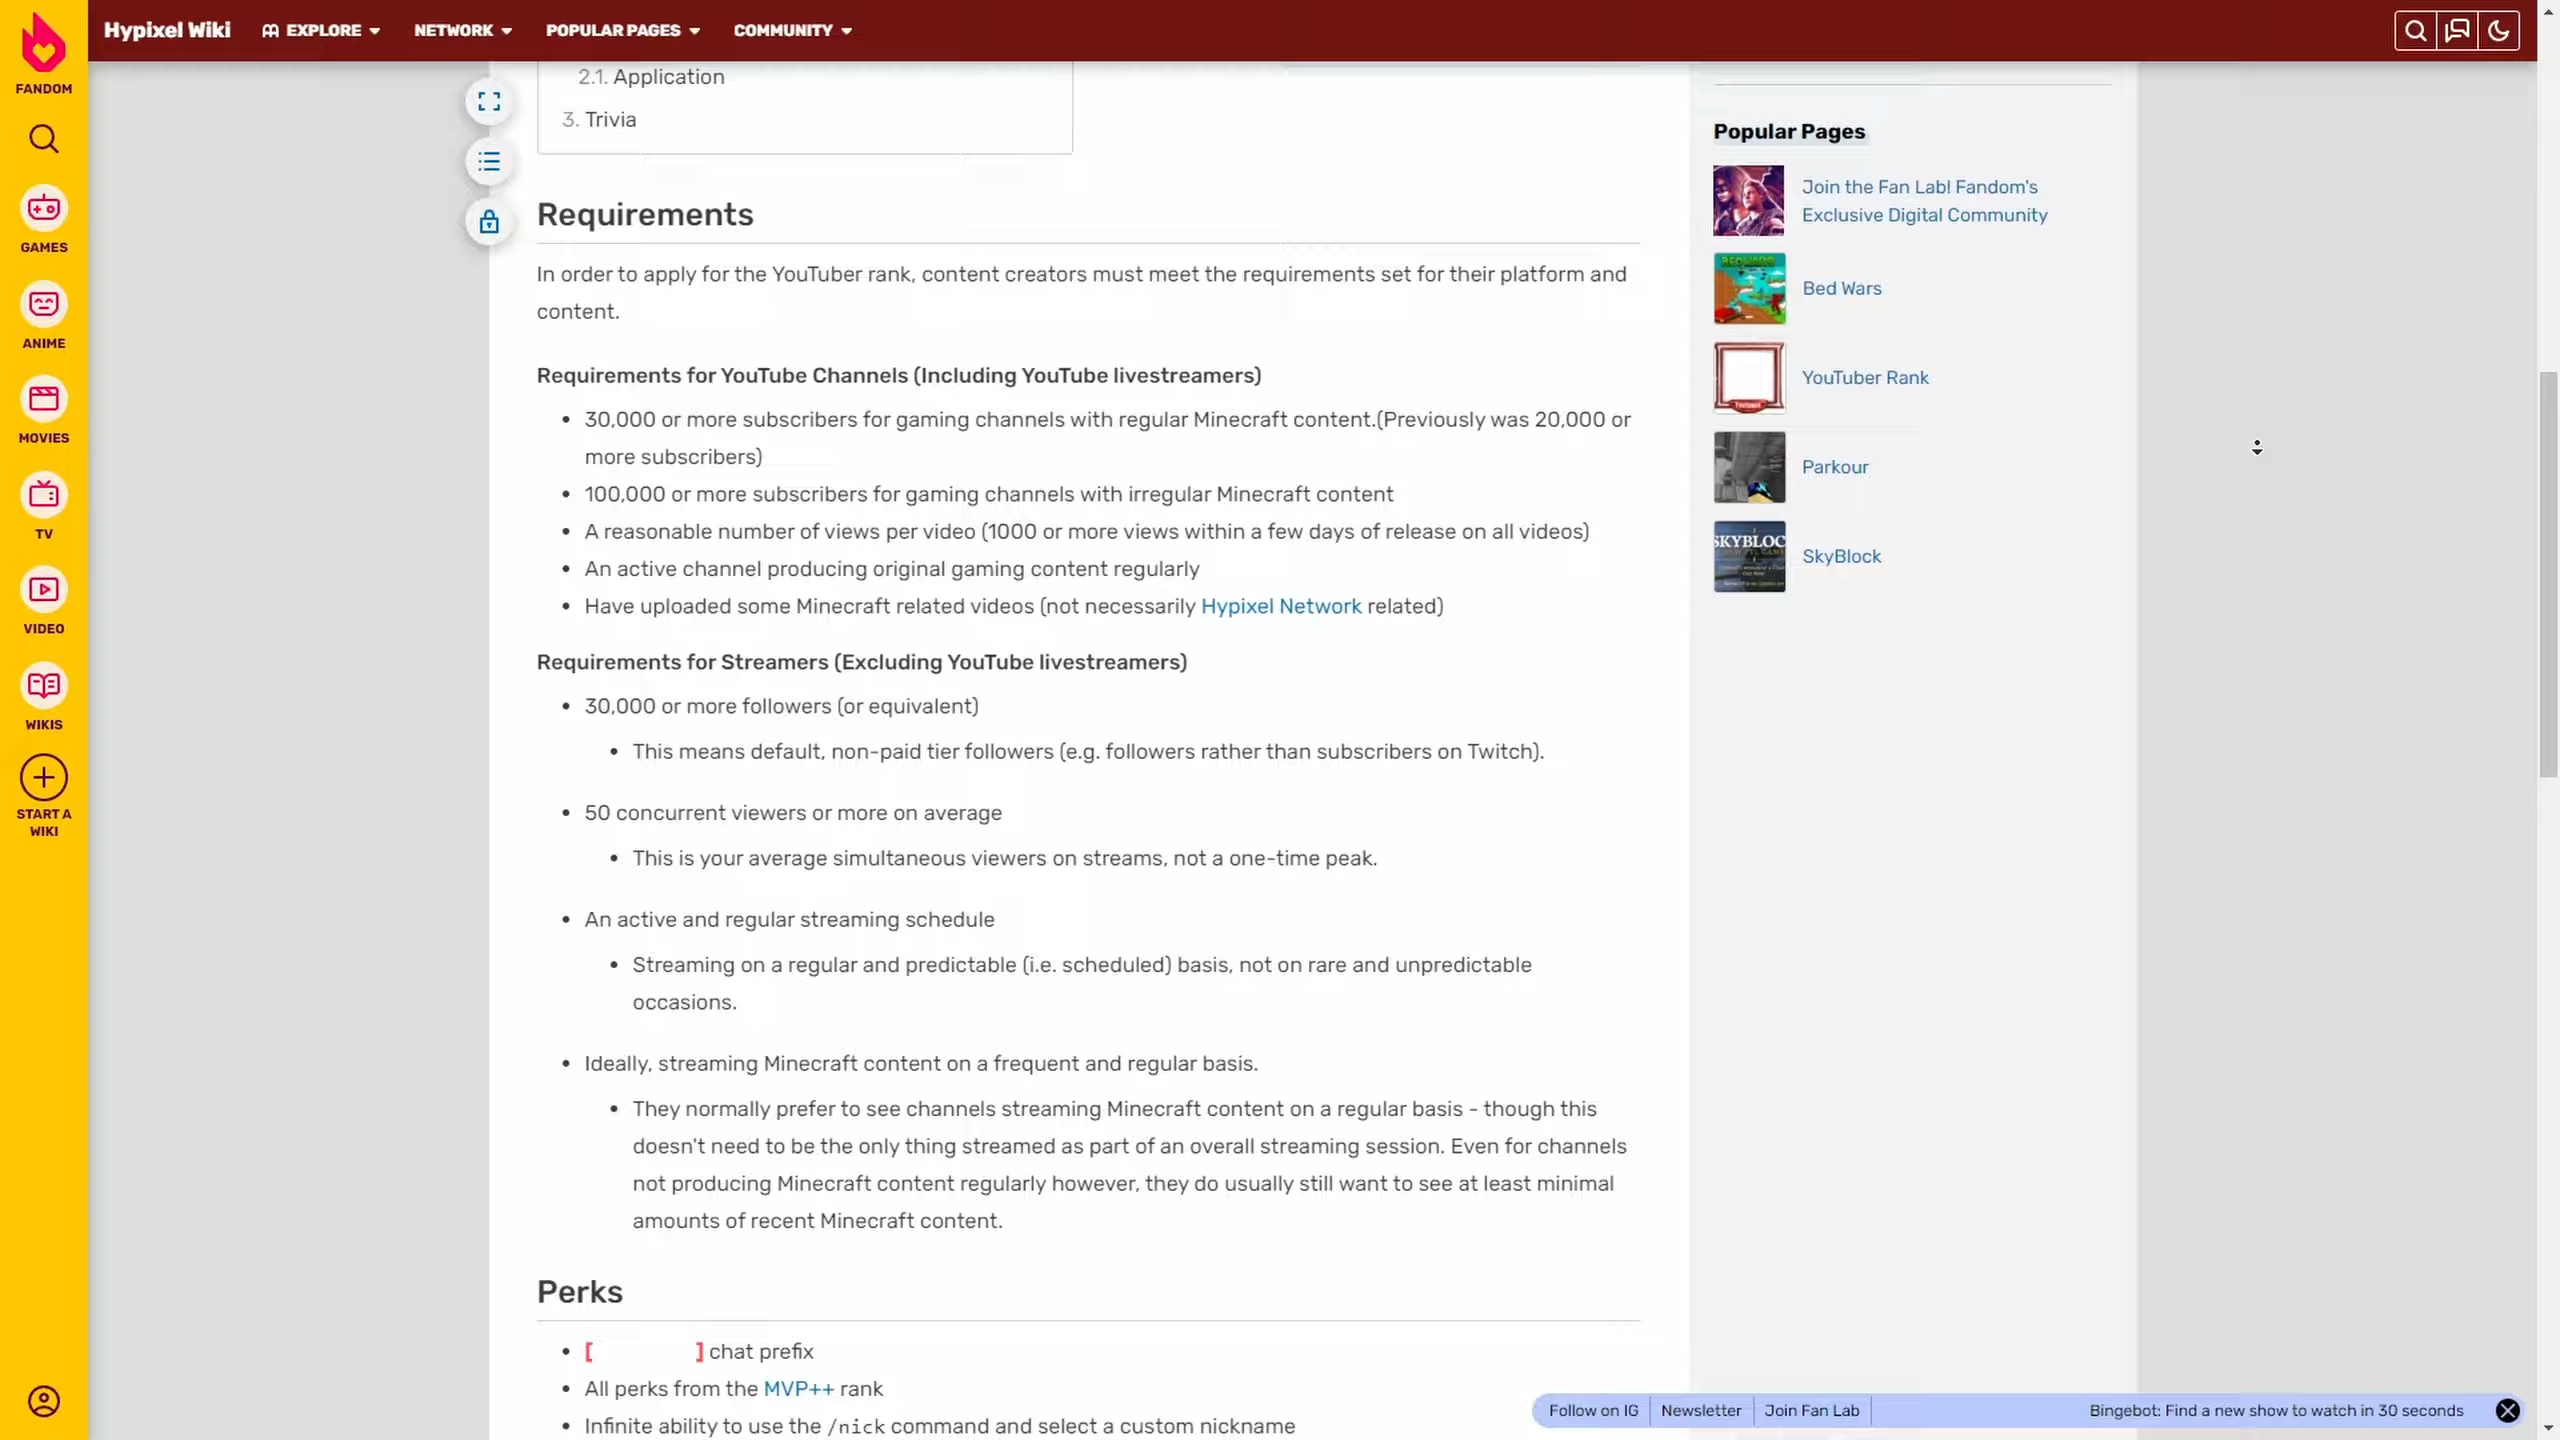 Hypixel Wiki
EXPLORE
NETWORK
POPULAR PAGES
COMMUNITY
FANDOM
GAMES
ANIME
MOVIES
TV
VIDEO
WIKIS
START A
WIKI
2.1. Application
3. Trivia
Requirements
In order to apply for the YouTuber rank, content creators must meet the requirements set for their platform and
content.
Requirements for YouTube Channels (Including YouTube livestreamers)
30,000 or more subscribers for gaming channels with regular Minecraft content.(Previously was 20,000 or
more subscribers)
100,000 or more subscribers for gaming channels with irregular Minecraft content
A reasonable number of views per video (1000 or more views within a few days of release on all videos)
An active channel producing original gaming content regularly
Have uploaded some Minecraft related videos (not necessarily Hypixel Network related)
Requirements for Streamers (Excluding YouTube livestreamers)
30,000 or more followers (or equivalent)
This means default, non-paid tier followers (e.g. followers rather than subscribers on Twitch).
50 concurrent viewers or more on average
This is your average simultaneous viewers on streams, not a one-time peak.
An active and regular streaming schedule
Streaming on a regular and predictable (i.e. scheduled) basis, not on rare and unpredictable
occasions.
Ideally, streaming Minecraft content on a frequent and regular basis.
They normally prefer to see channels streaming Minecraft content on a regular basis - though this
doesn't need to be the only thing streamed as part of an overall streaming session. Even for channels
not producing Minecraft content regularly however, they do usually still want to see at least minimal
amounts of recent Minecraft content.
Perks
[ ] chat prefix
All perks from the MVP++ rank
Infinite ability to use the /nick command and select a custom nickname
Popular Pages
Join the Fan Lab! Fandom's
Exclusive Digital Community
BEDWARS
Bed Wars
YouTuber Rank
Parkour
SKYBLOC
SkyBlock
Follow on IG
Newsletter
Join Fan Lab
Bingebot: Find a new show to watch in 30 seconds